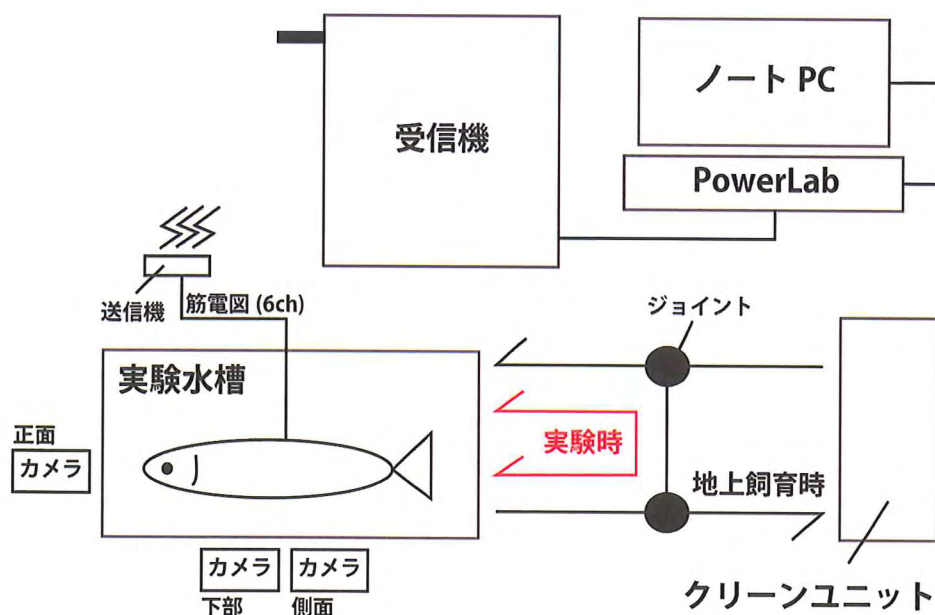 ノート PC
受信機
PowerLab
送信機
筋電図 (6ch)
ジョイント
実験水槽
正面
カメラ
実験時
地上飼育時
カメラ
カメラ
下部
側面
クリーンユニット